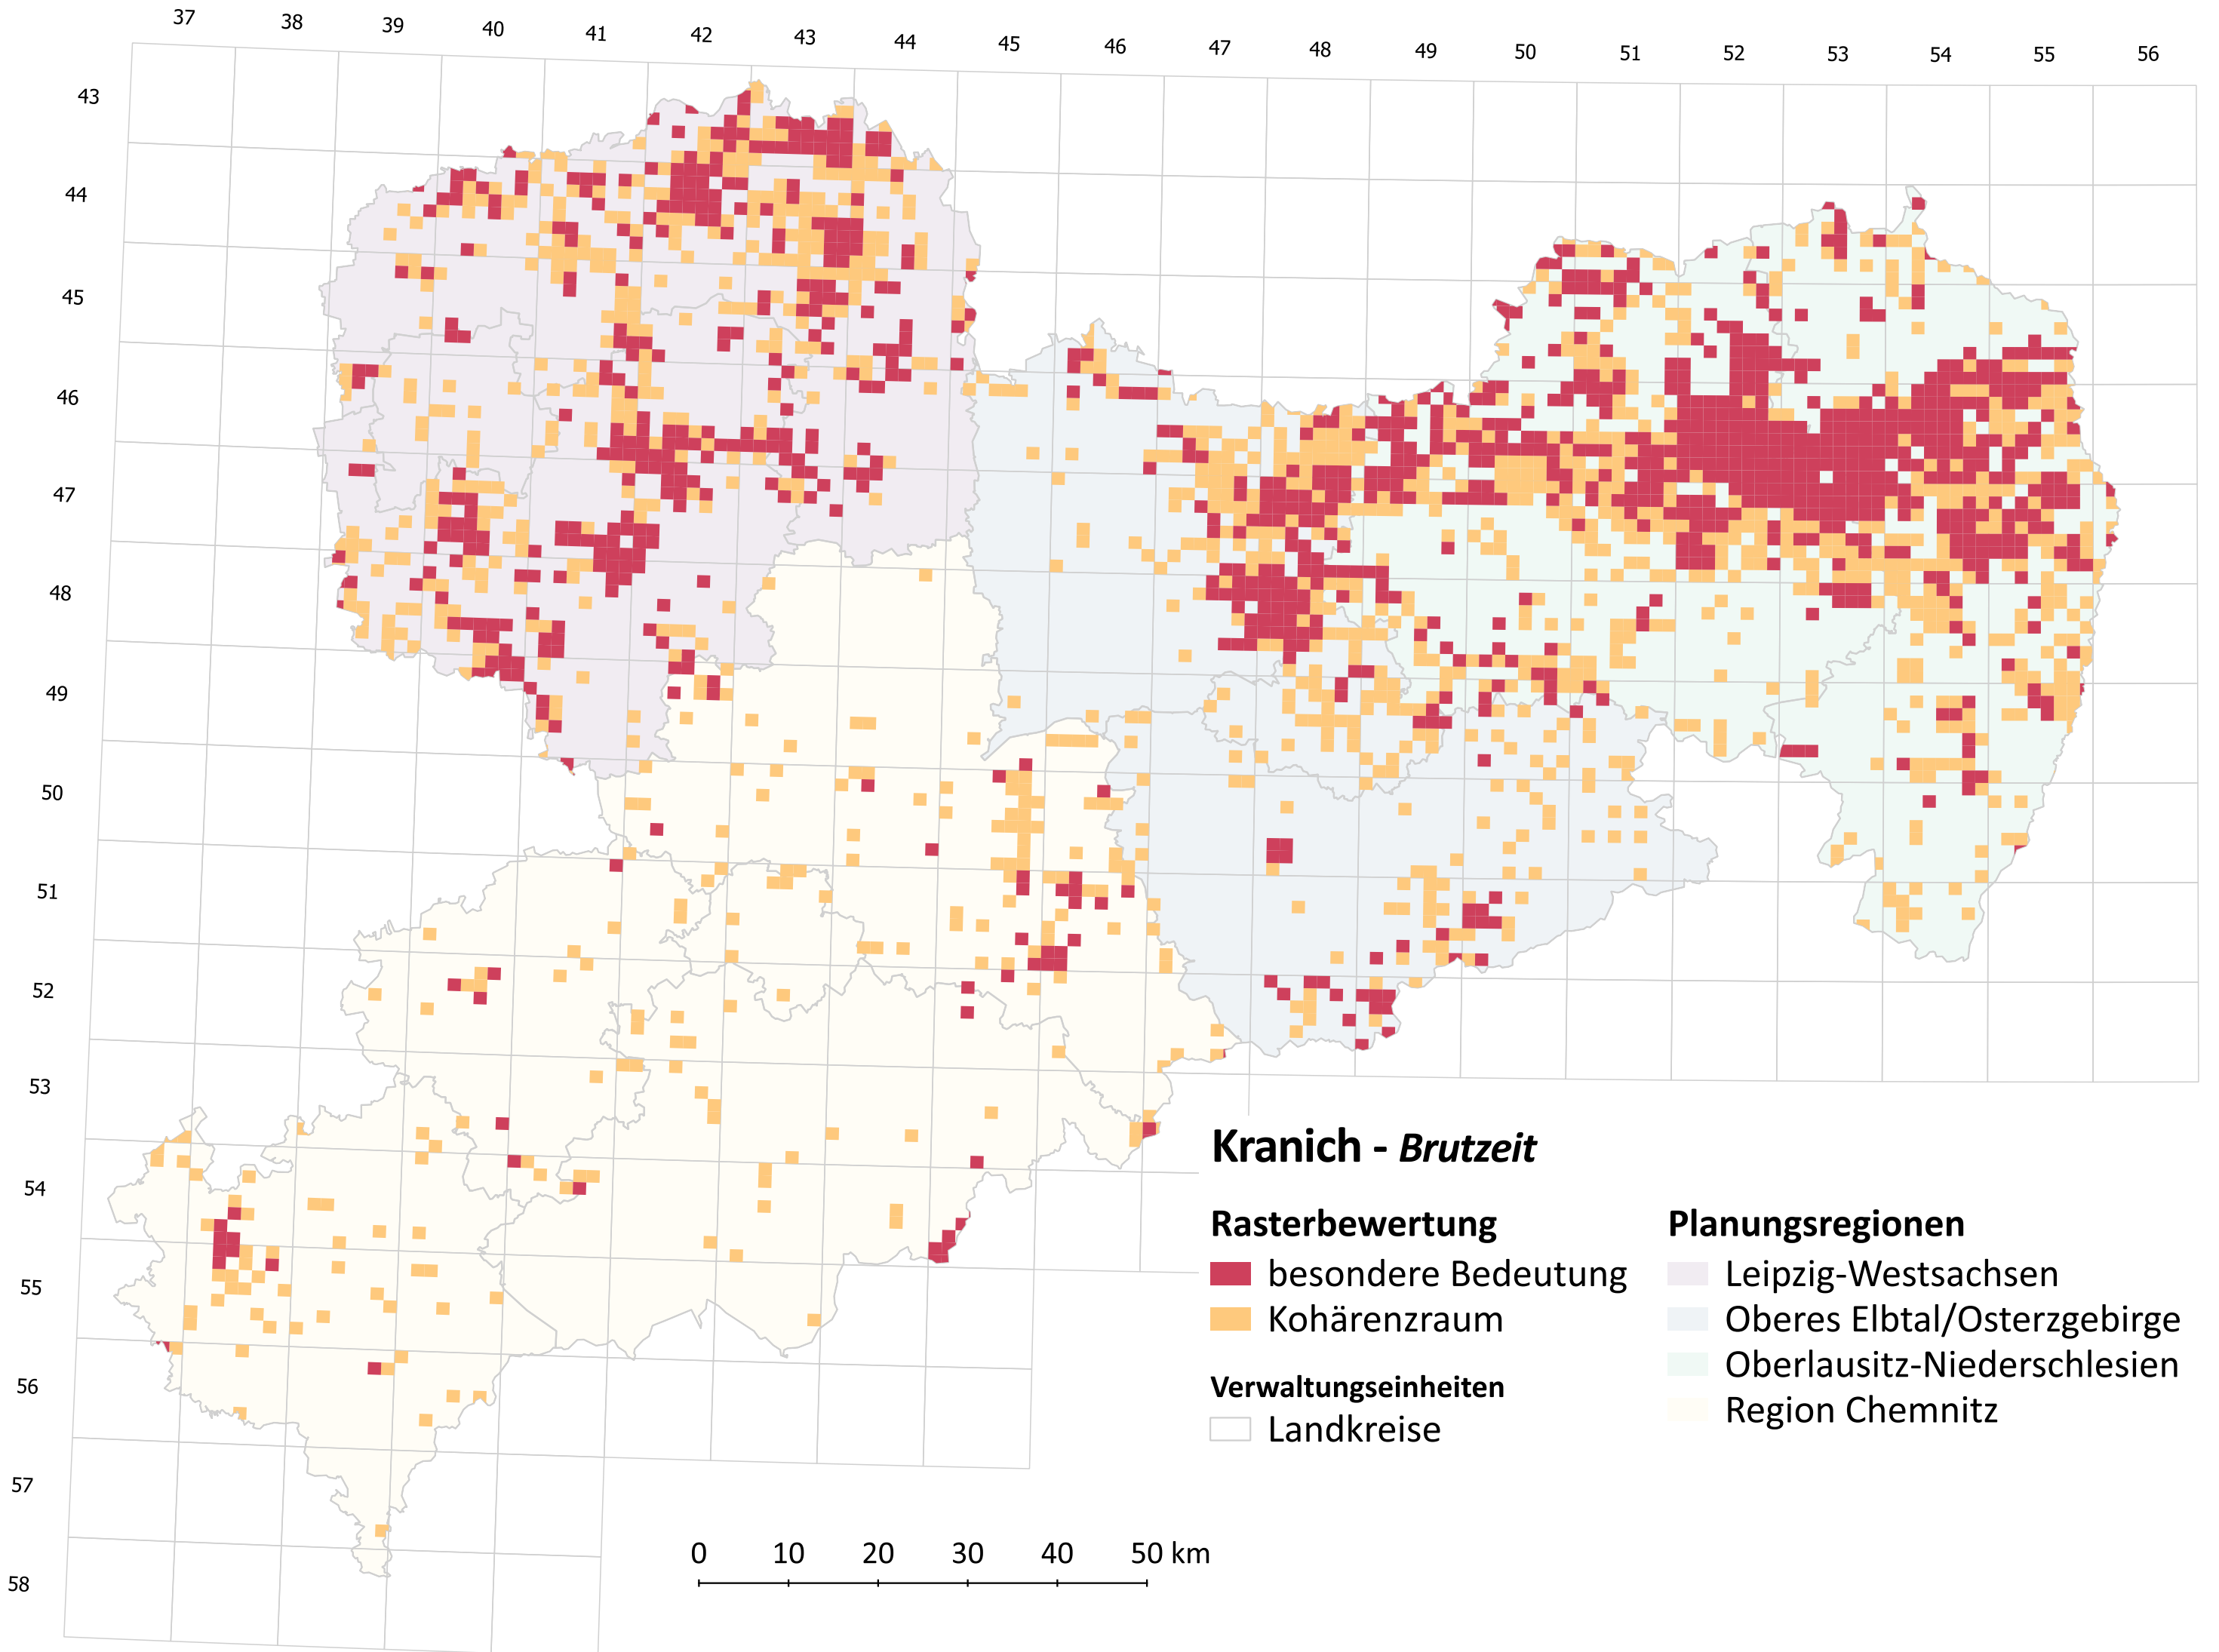 37 38 39 40 41 42 43 44 45 46 47 48 49 50 51 52 53 54 55 56
43
44
45
46
47
48
49
50
51
52
53
54
55
56
57
58
Kranich - Brutzeit
Rasterbewertung
besondere Bedeutung
Kohärenzraum
Verwaltungseinheiten
Landkreise
Planungsregionen
Leipzig-Westsachsen
Oberes Elbtal/Osterzgebirge
Oberlausitz-Niederschlesien
Region Chemnitz
0 10 20 30 40 50 km